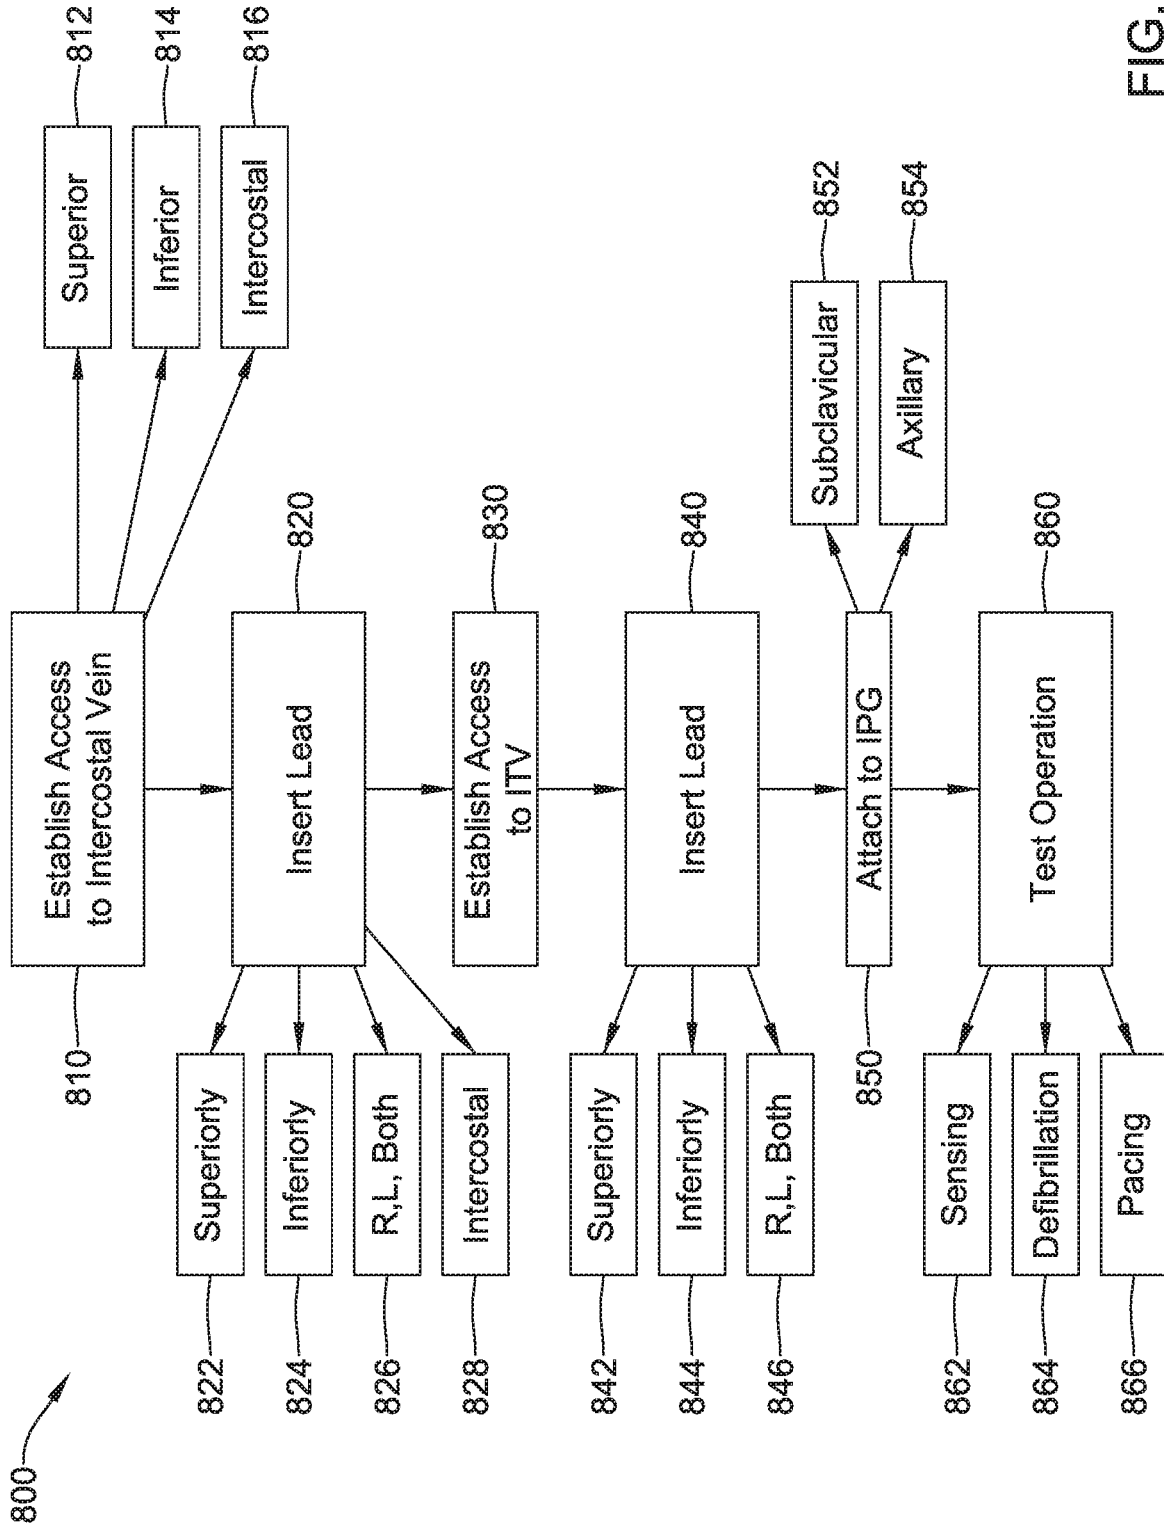 800
810
Establish Access
to Intercostal Vein
Superior
812
Inferior
814
Intercostal
816
820
Insert Lead
822
Superiorly
824
Inferiorly
826
R,L, Both
828
Intercostal
830
Establish Access
to ITV
840
Insert Lead
842
Superiorly
844
Inferiorly
846
R,L, Both
850
Attach to IPG
Subclavicular
852
Axillary
854
860
Test Operation
862
Sensing
864
Defibrillation
866
Pacing
FIG.